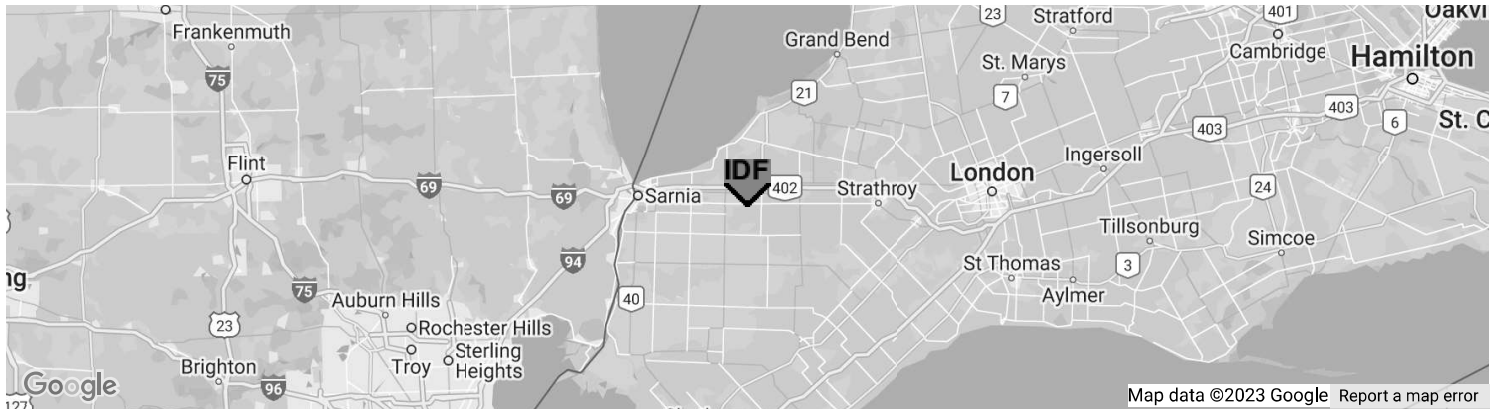 Frankenmuth
75
Flint
69
69
94
75
23
Auburn Hills
Rochester Hills
Troy
Sterling
Heights
Brighton
96
ng
127
Google
Grand Bend
21
IDF
402
Sarnia
Strathroy
40
23
Stratford
St. Marys
7
London
Ingersoll
St Thomas
Aylmer
3
Tillsonburg
Simcoe
24
401
Cambridge
403
403
Oakvi
Hamilton
6
St. C
Map data ©2023 Google
Report a map error